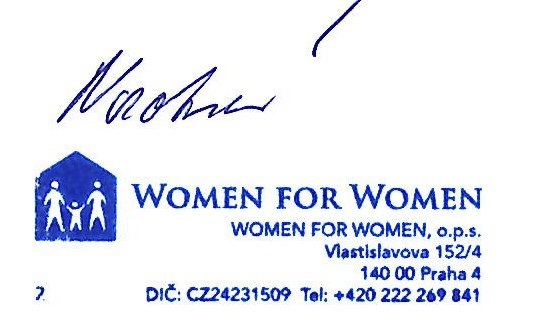 WOMEN FOR WOMEN
WOMEN FOR WOMEN, o.p.s.
Vlastislavova 152/4
140 00 Praha 4
2 DIČ: CZ24231509 Tel: +420 222 269 841